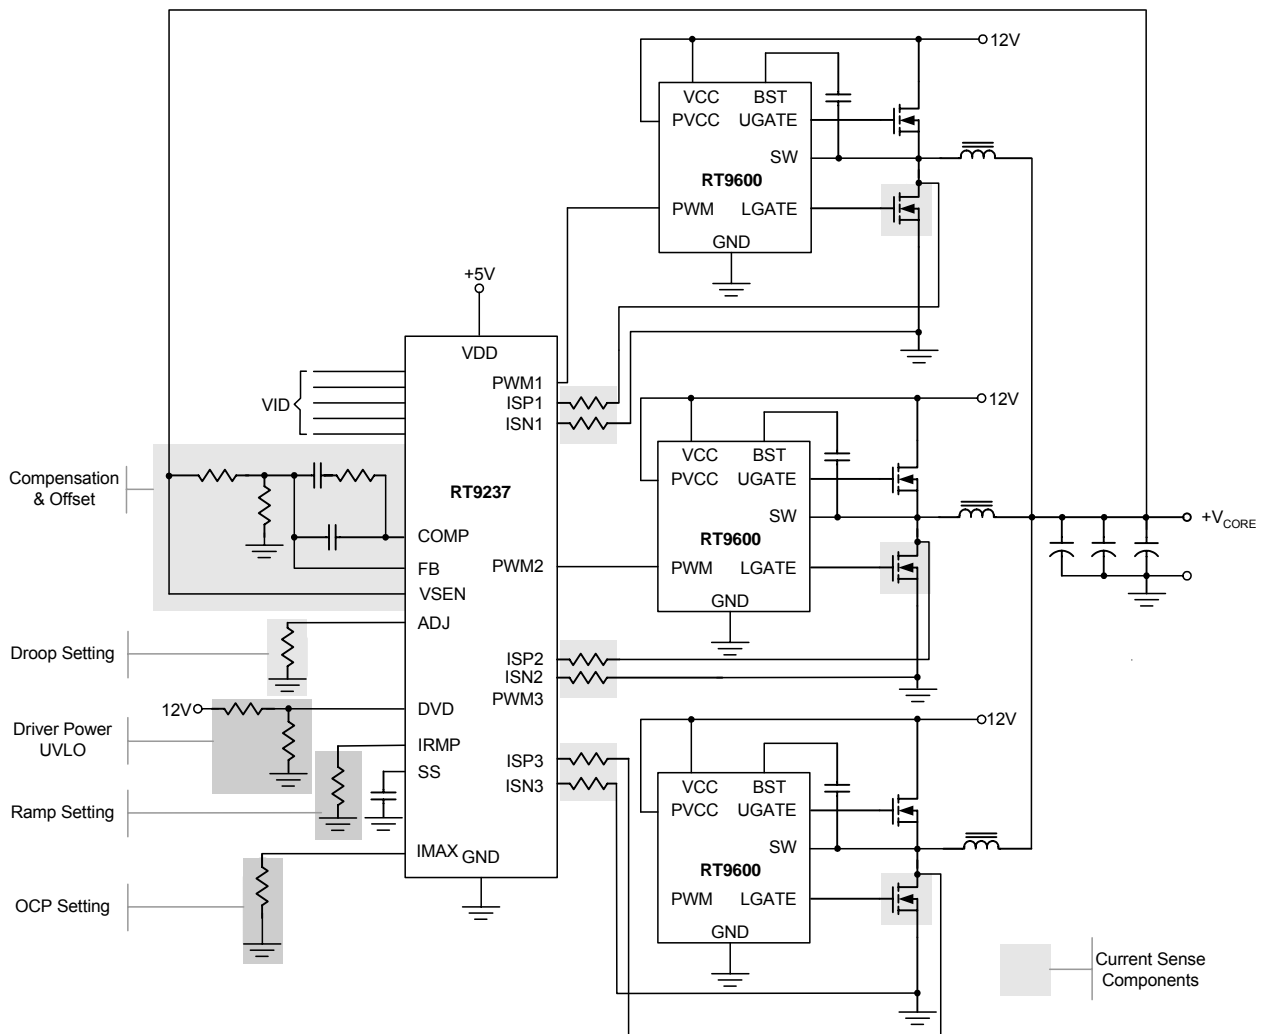 12V
VCC BST
PVCC UGATE
SW
RT9600
PWM LGATE
GND
+5V
VDD
PWM1
ISP1
ISN1
VID
Compensation
& Offset
RT9237
COMP
FB
VSEN
ADJ
PWM2
12V
VCC BST
PVCC UGATE
SW
RT9600
PWM LGATE
GND
+VCORE
Droop Setting
ISP2
ISN2
PWM3
12V
DVD
Driver Power
UVLO
IRMP
SS
ISP3
ISN3
Ramp Setting
IMAX
GND
OCP Setting
12V
VCC BST
PVCC UGATE
SW
RT9600
PWM LGATE
GND
Current Sense
Components